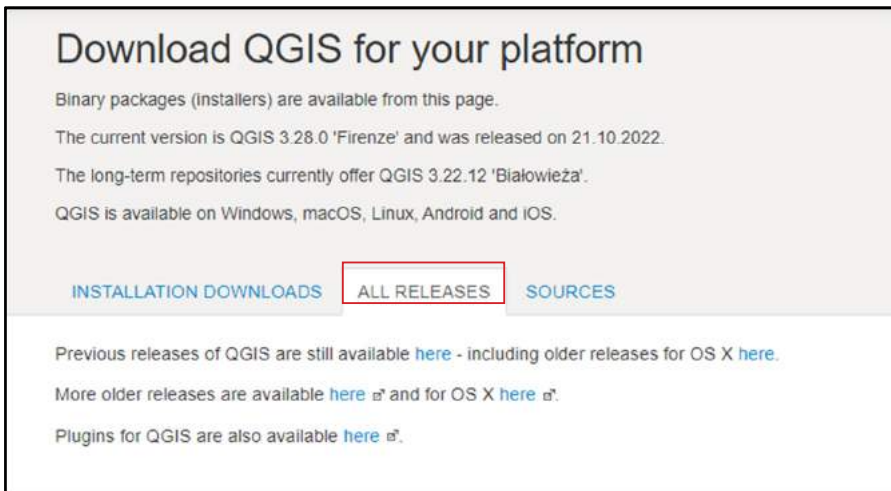 Download QGIS for your platform
Binary packages (installers) are available from this page.
The current version is QGIS 3.28.0 'Firenze' and was released on 21.10.2022.
The long-term repositories currently offer QGIS 3.22.12 'Białowieża'.
QGIS is available on Windows, macOS, Linux, Android and iOS.
INSTALLATION DOWNLOADS ALL RELEASES SOURCES
Previous releases of QGIS are still available here - including older releases for OS X here.
More older releases are available here and for OS X here .
Plugins for QGIS are also available here .